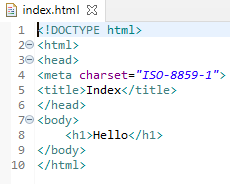 index.html
1 <!DOCTYPE html>
2 <html>
3 <head>
4 <meta charset="ISO-8859-1">
5 <title>Index</title>
6 </head>
7 <body>
8     <h1>Hello</h1>
9 </body>
10 </html>